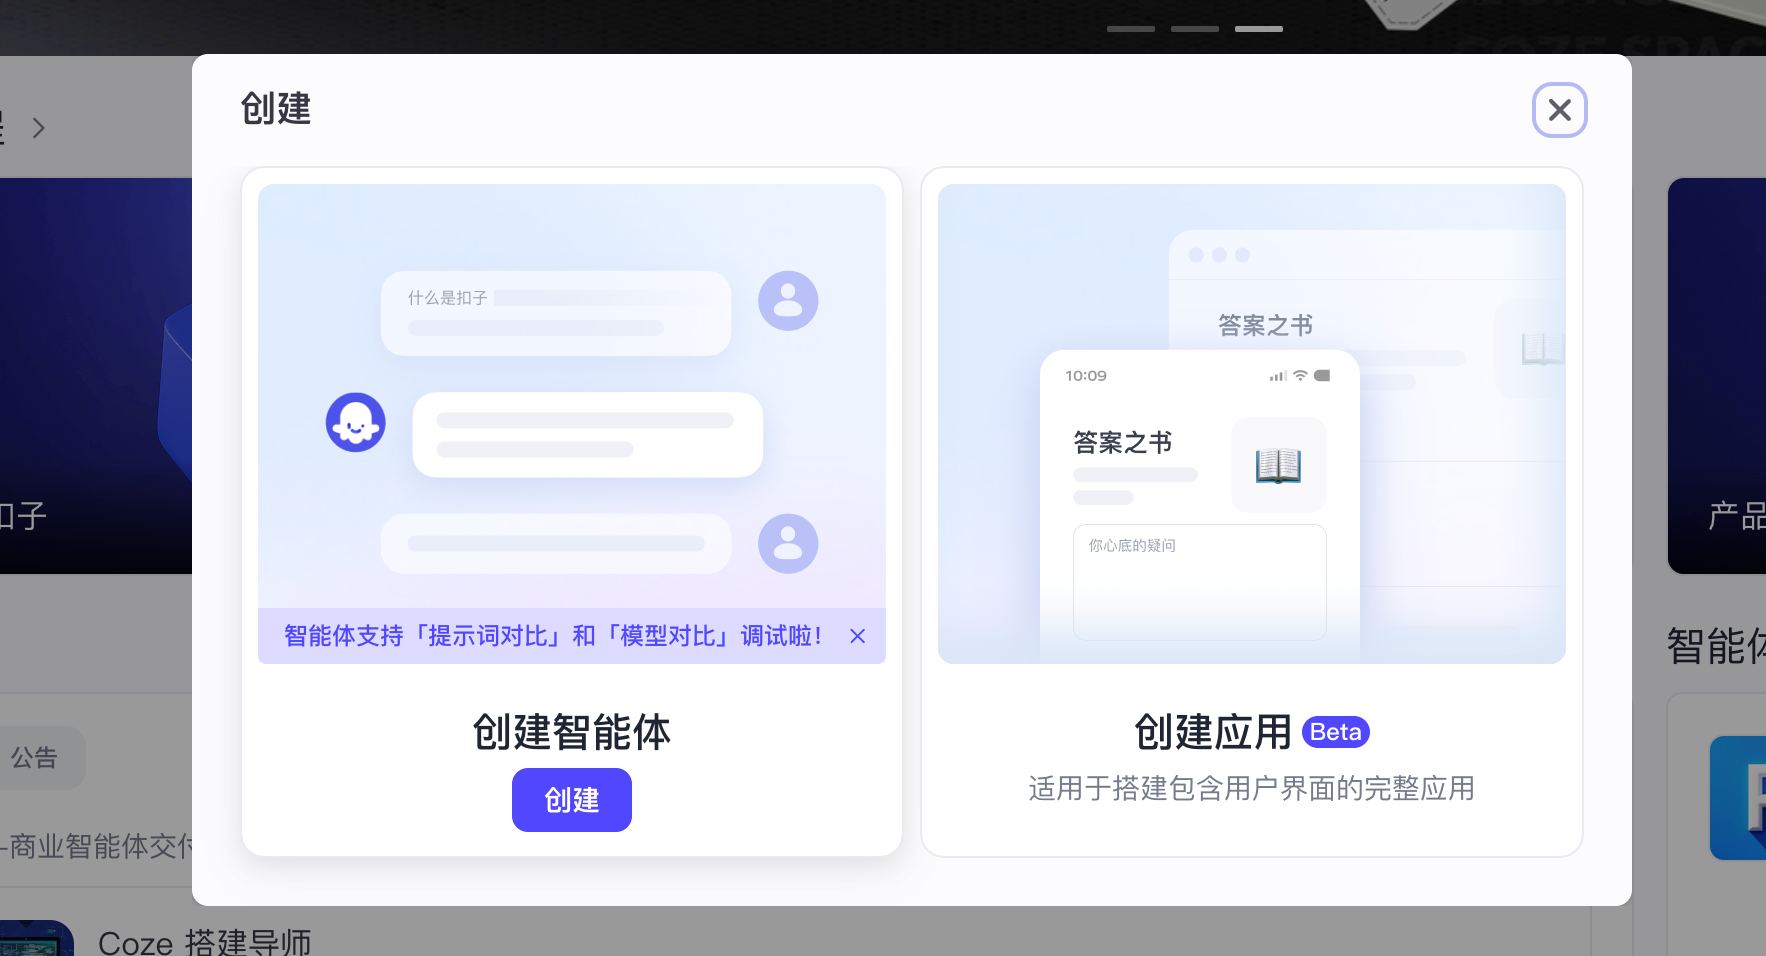 COZE SPAC
创建
什么是扣子
智能体支持「提示词对比」和「模型对比」调试啦！
创建智能体
创建
答案之书
10:09
答案之书
你心底的疑问
创建应用 Beta
适用于搭建包含用户界面的完整应用
扣子
产品
智能体
公告
-商业智能体交付
Coze 搭建导师